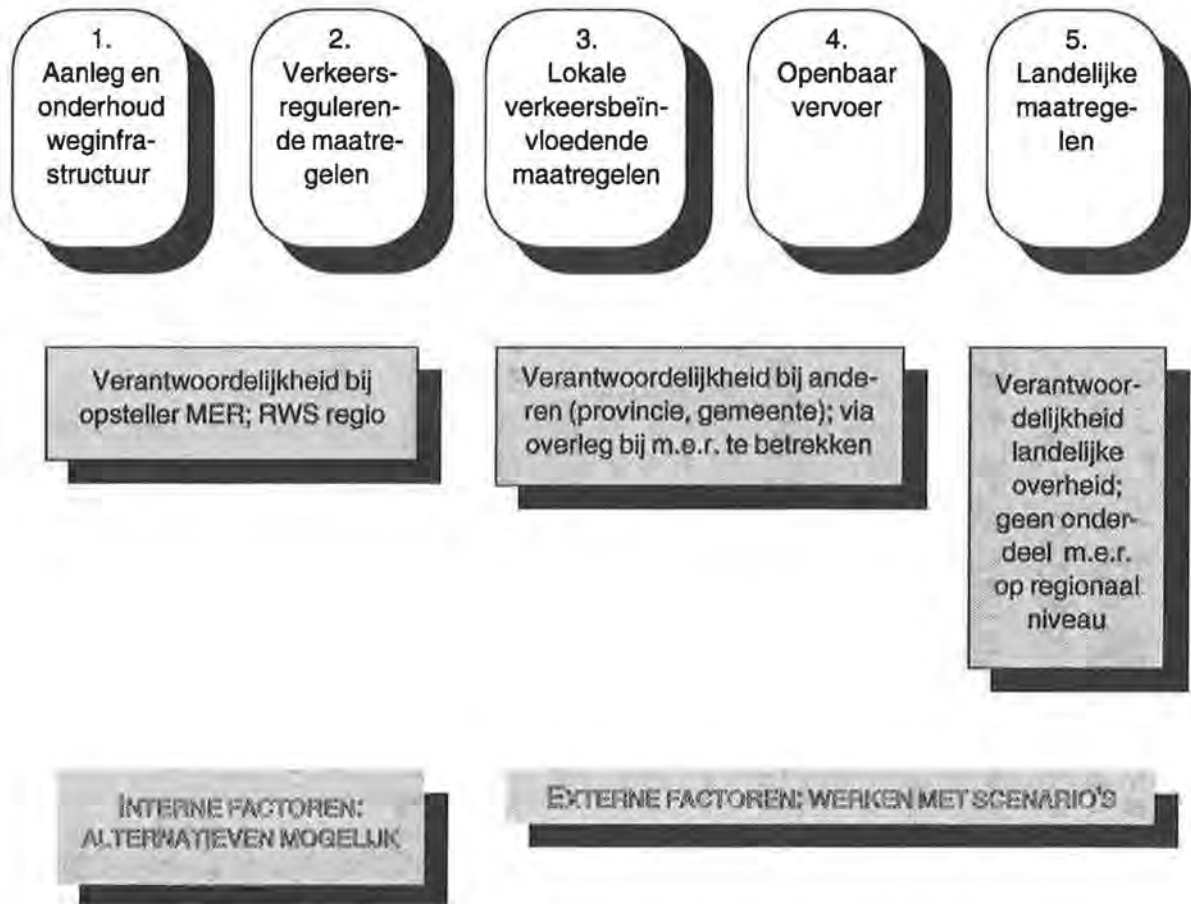 1.
Aanleg en
onderhoud
weginfra-
structuur
2.
Verkeers-
reguleren-
de maatre-
gelen
3.
Lokale
verkeersbeïn-
vloedende
maatregelen
4.
Openbaar
vervoer
5.
Landelijke
maatrege-
len
Verantwoordelijkheid bij
opsteller MER; RWS regio
Verantwoordelijkheid bij ande-
ren (provincie, gemeente); via
overleg bij m.e.r. te betrekken
Verantwoor-
delijkheid
landelijke
overheid;
geen onder-
deel m.e.r.
op regionaal
niveau
INTERNE FACTOREN:
ALTERNATIEVEN MOGELIJK
EXTERNE FACTOREN: WERKEN MET SCENARIO'S